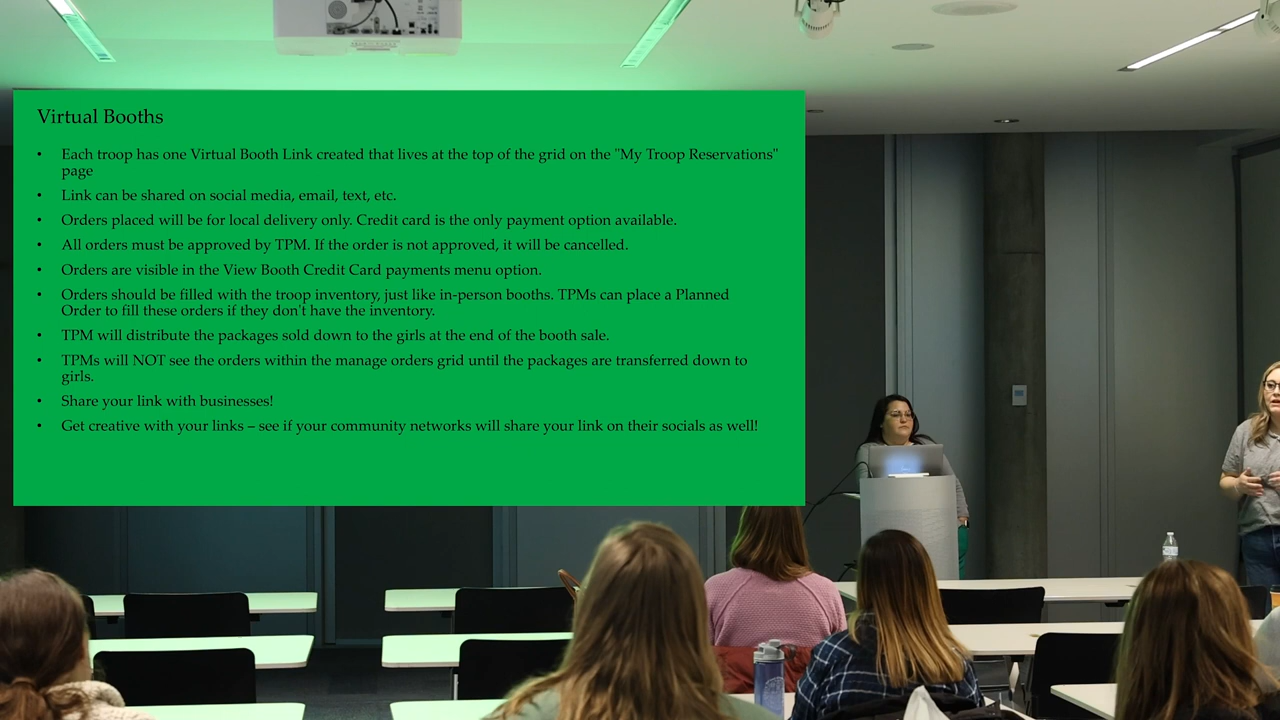 Virtual Booths
• Each troop has one Virtual Booth Link created that lives at the top of the grid on the "My Troop Reservations"
page
• Link can be shared on social media, email, text, etc.
• Orders placed will be for local delivery only. Credit card is the only payment option available.
• All orders must be approved by TPM. If the order is not approved, it will be cancelled.
• Orders are visible in the View Booth Credit Card payments menu option.
• Orders should be filled with the troop inventory, just like in-person booths. TPMs can place a Planned
Order to fill these orders if they don't have the inventory.
• TPM will distribute the packages sold down to the girls at the end of the booth sale.
• TPMs will NOT see the orders within the manage orders grid until the packages are transferred down to
girls.
• Share your link with businesses!
• Get creative with your links – see if your community networks will share your link on their socials as well!